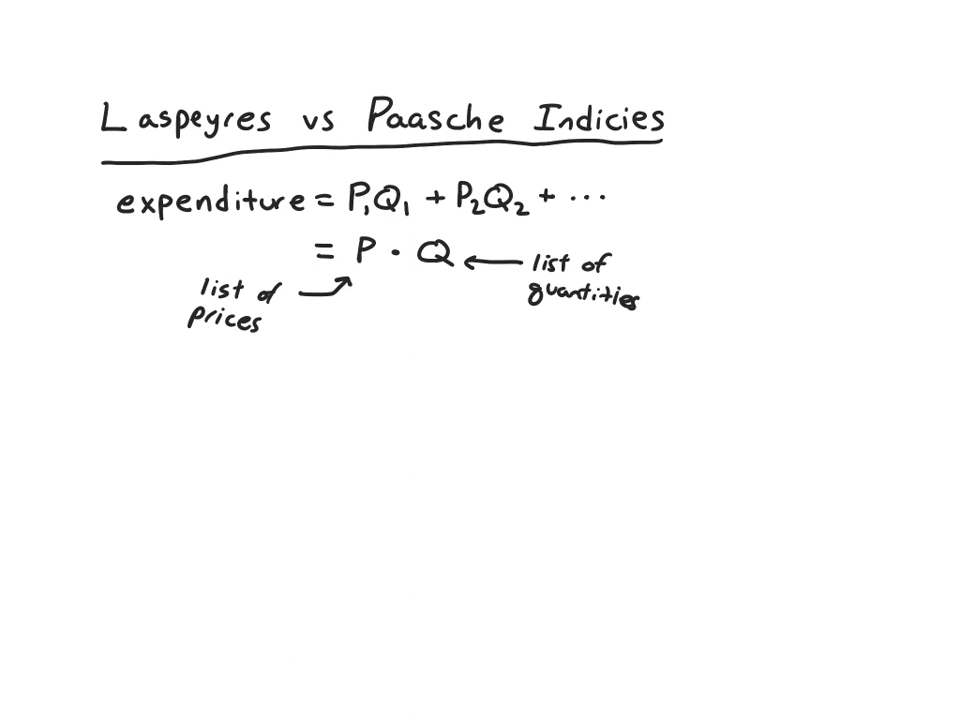 Laspeyres vs Paasche Indicies
expenditure = P₁Q₁ + P₂Q₂ + ···
= P · Q
list of
quantities
list of
prices